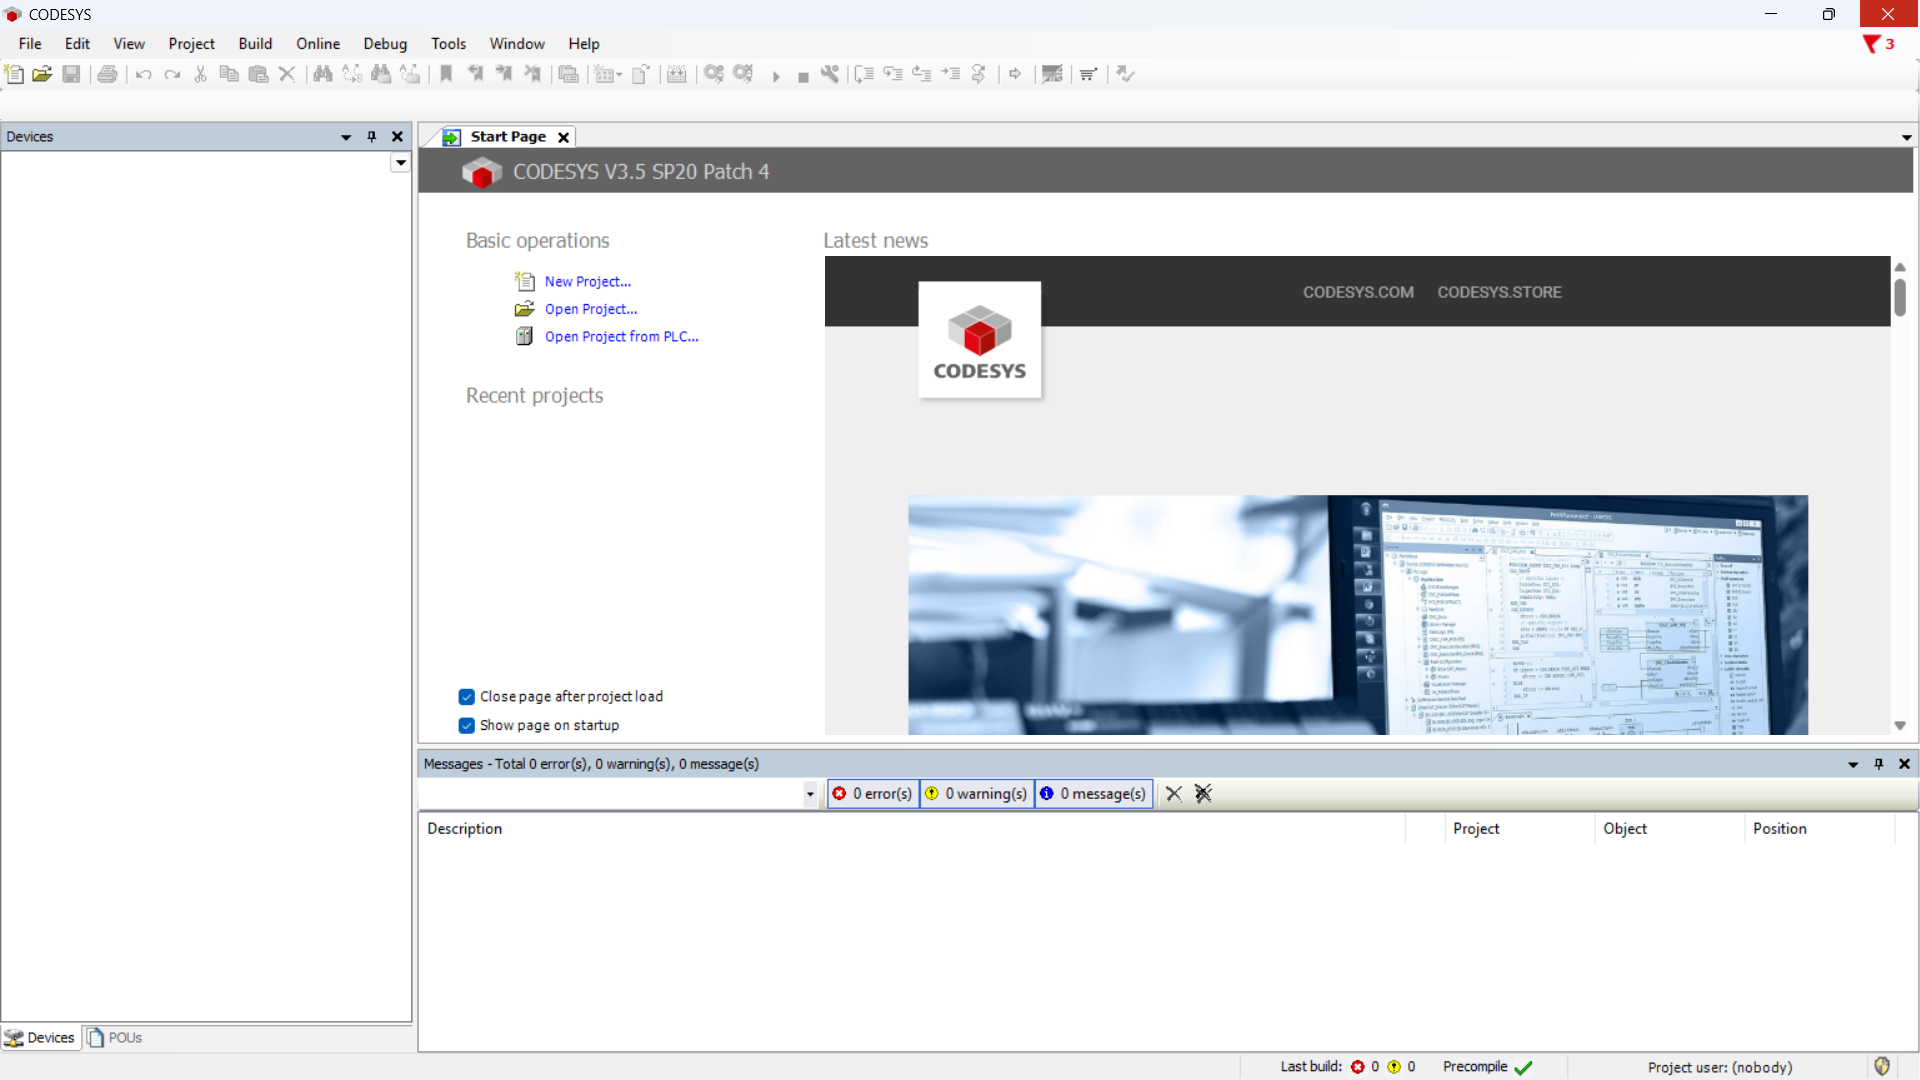 CODESYS
File Edit View Project Build Online Debug Tools Window Help
3
Devices
Start Page
CODESYS V3.5 SP20 Patch 4
Basic operations
New Project...
Open Project...
Open Project from PLC...
Recent projects
Close page after project load
Show page on startup
Latest news
CODESYS.COM CODESYS.STORE
CODESYS
Messages - Total 0 error(s), 0 warning(s), 0 message(s)
0 error(s) 0 warning(s) 0 message(s)
Description Project Object Position
Devices POUs
Last build: 0 0 Precompile Project user: (nobody)